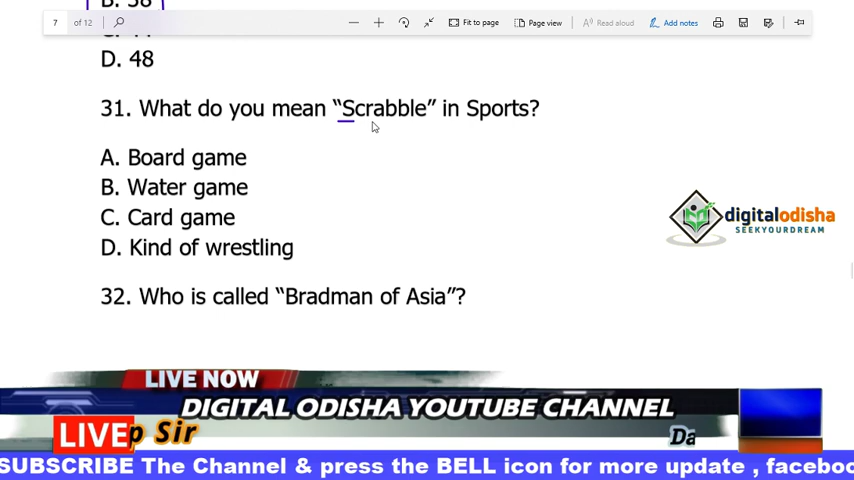 B. 38
7 of 12 Fit to page Page view Read aloud Add notes
D. 48
31. What do you mean “Scrabble” in Sports?
A. Board game
B. Water game
C. Card game
D. Kind of wrestling
digitalodisha
SEEKYOURDREAM
32. Who is called “Bradman of Asia”?
LIVE NOW
DIGITAL ODISHA YOUTUBE CHANNEL
LIVE p Sir Da
SUBSCRIBE The Channel & press the BELL icon for more update , faceboo